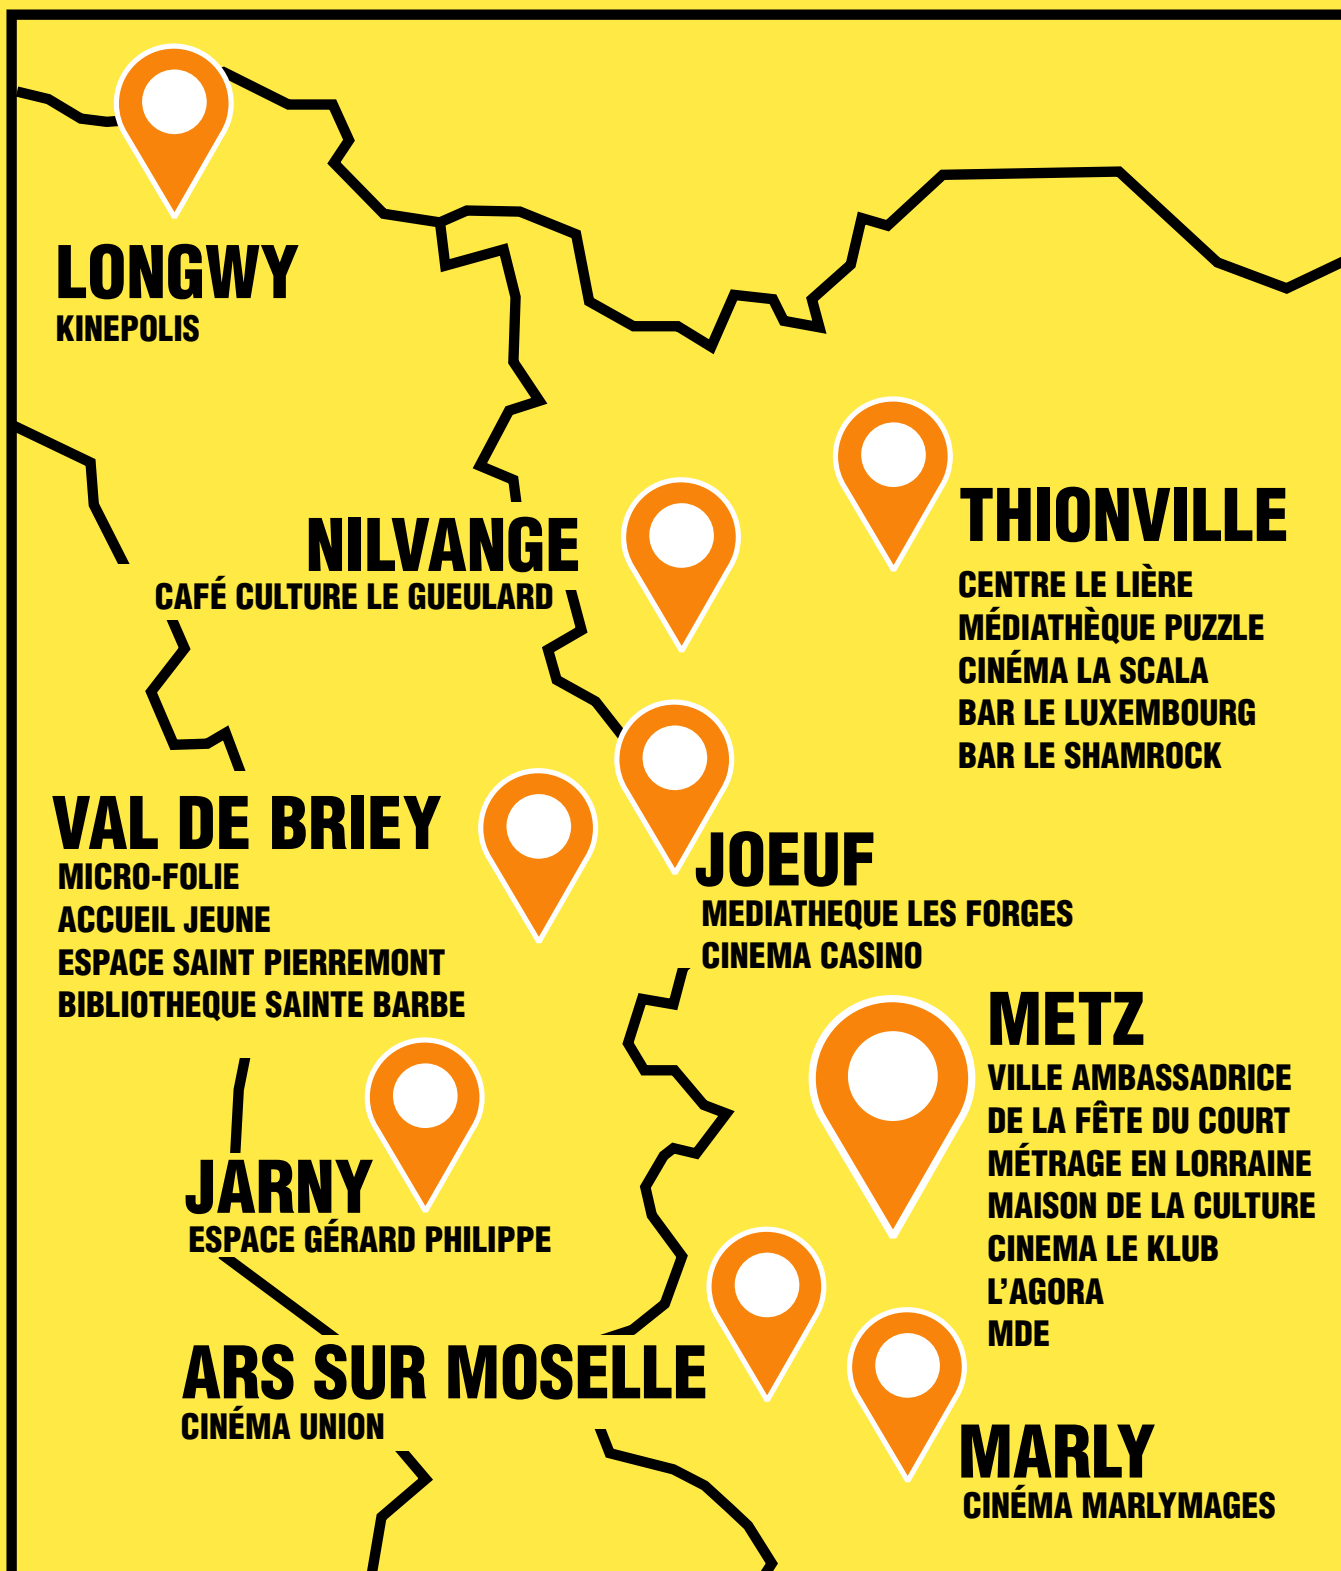 LONGWY
KINEPOLIS
NILVANGE
CAFÉ CULTURE LE GUEULARD
THIONVILLE
CENTRE LE LIÈRE
MÉDIATHÈQUE PUZZLE
CINÉMA LA SCALA
BAR LE LUXEMBOURG
BAR LE SHAMROCK
VAL DE BRIEY
MICRO-FOLIE
ACCUEIL JEUNE
ESPACE SAINT PIERREMONT
BIBLIOTHEQUE SAINTE BARBE
JOEUF
MEDIATHEQUE LES FORGES
CINEMA CASINO
METZ
VILLE AMBASSADRICE
DE LA FÊTE DU COURT
MÉTRAGE EN LORRAINE
MAISON DE LA CULTURE
CINEMA LE KLUB
L'AGORA
MDE
JARNY
ESPACE GÉRARD PHILIPPE
ARS SUR MOSELLE
CINÉMA UNION
MARLY
CINÉMA MARLYMAGES